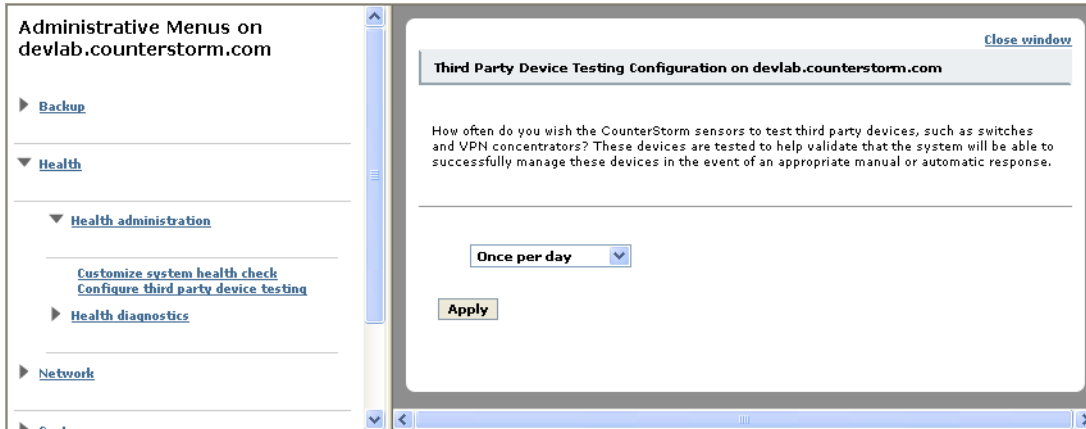 Administrative Menus on
devlab.counterstorm.com
Backup
Health
Health administration
Customize system health check
Configure third party device testing
Health diagnostics
Network
Close window
Third Party Device Testing Configuration on devlab.counterstorm.com
How often do you wish the CounterStorm sensors to test third party devices, such as switches
and VPN concentrators? These devices are tested to help validate that the system will be able to
successfully manage these devices in the event of an appropriate manual or automatic response.
Once per day
Apply